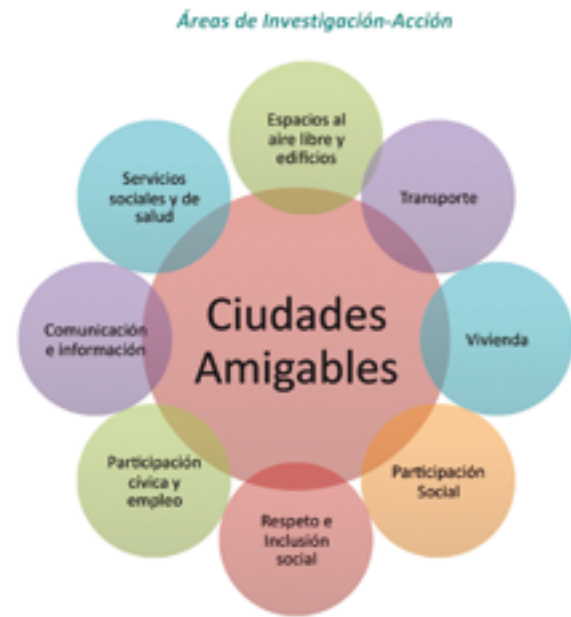 Áreas de Investigación-Acción
Espacios al
aire libre y
edificios
Transporte
Vivienda
Participación
Social
Respeto e
Inclusión
social
Participación
cívica y
empleo
Comunicación
e información
Servicios
sociales y de
salud
Ciudades
Amigables